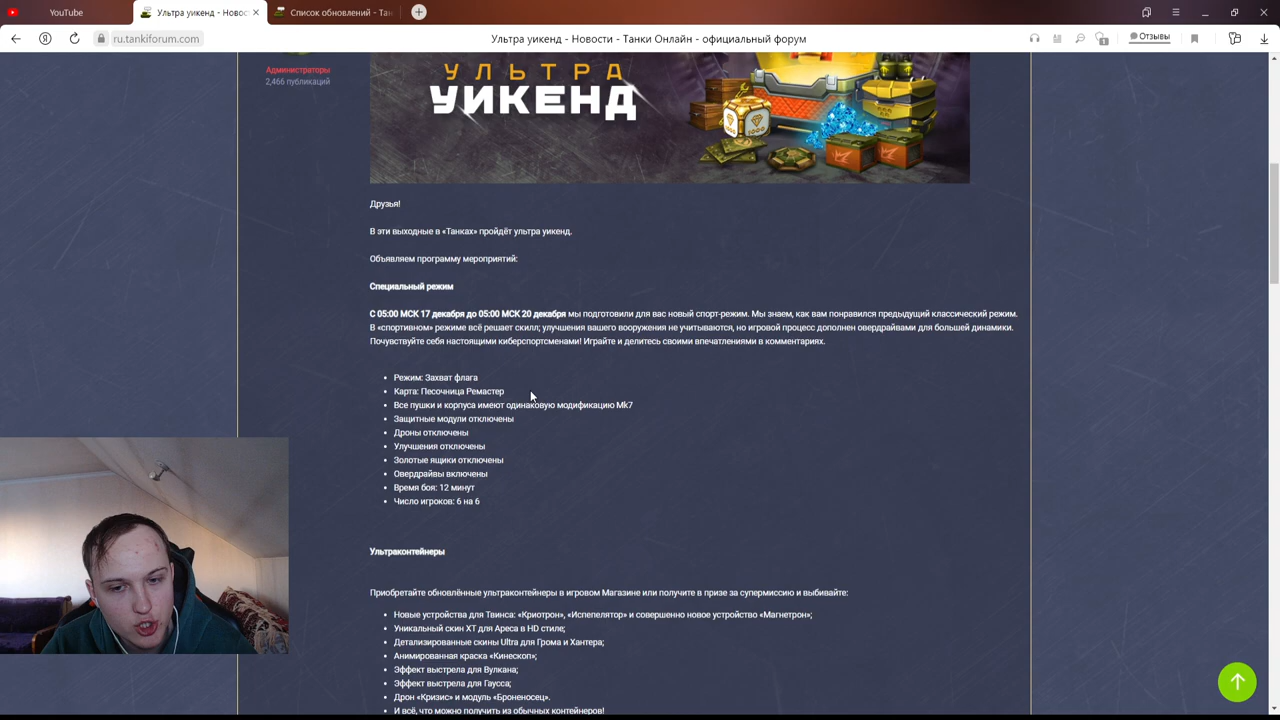 YouTube
Ультра уикенд - Новос
Список обновлений - Та
ru.tankiforum.com
Ультра уикенд - Новости - Танки Онлайн - официальный форум
Отзывы
1
Администраторы
2,466 публикаций
УЛЬТРА
УИКЕНД
Друзья!
В эти выходные в «Танках» пройдёт ультра уикенд.
Объявляем программу мероприятий:
Специальный режим
С 05:00 МСК 17 декабря до 05:00 МСК 20 декабря мы подготовили для вас новый спорт-режим. Мы знаем, как вам понравился предыдущий классический режим.
В «спортивном» режиме всё решает скилл; улучшения вашего вооружения не учитываются, но игровой процесс дополнен овердрайвами для большей динамики.
Почувствуйте себя настоящими киберспортсменами! Играйте и делитесь своими впечатлениями в комментариях.
• Режим: Захват флага
• Карта: Песочница Ремастер
• Все пушки и корпуса имеют одинаковую модификацию Mk7
• Защитные модули отключены
• Дроны отключены
• Улучшения отключены
• Золотые ящики отключены
• Овердрайвы включены
• Время боя: 12 минут
• Число игроков: 6 на 6
Ультраконтейнеры
Приобретайте обновлённые ультраконтейнеры в игровом Магазине или получите в призе за супермиссию и выбивайте:
• Новые устройства для Твинса: «Криотрон», «Испепелятор» и совершенно новое устройство «Магнетрон»;
• Уникальный скин XT для Ареса в HD стиле;
• Детализированные скины Ultra для Грома и Хантера;
• Анимированная краска «Кинескоп»;
• Эффект выстрела для Вулкана;
• Эффект выстрела для Гаусса;
• Дрон «Кризис» и модуль «Броненосец».
• И всё, что можно получить из обычных контейнеров!